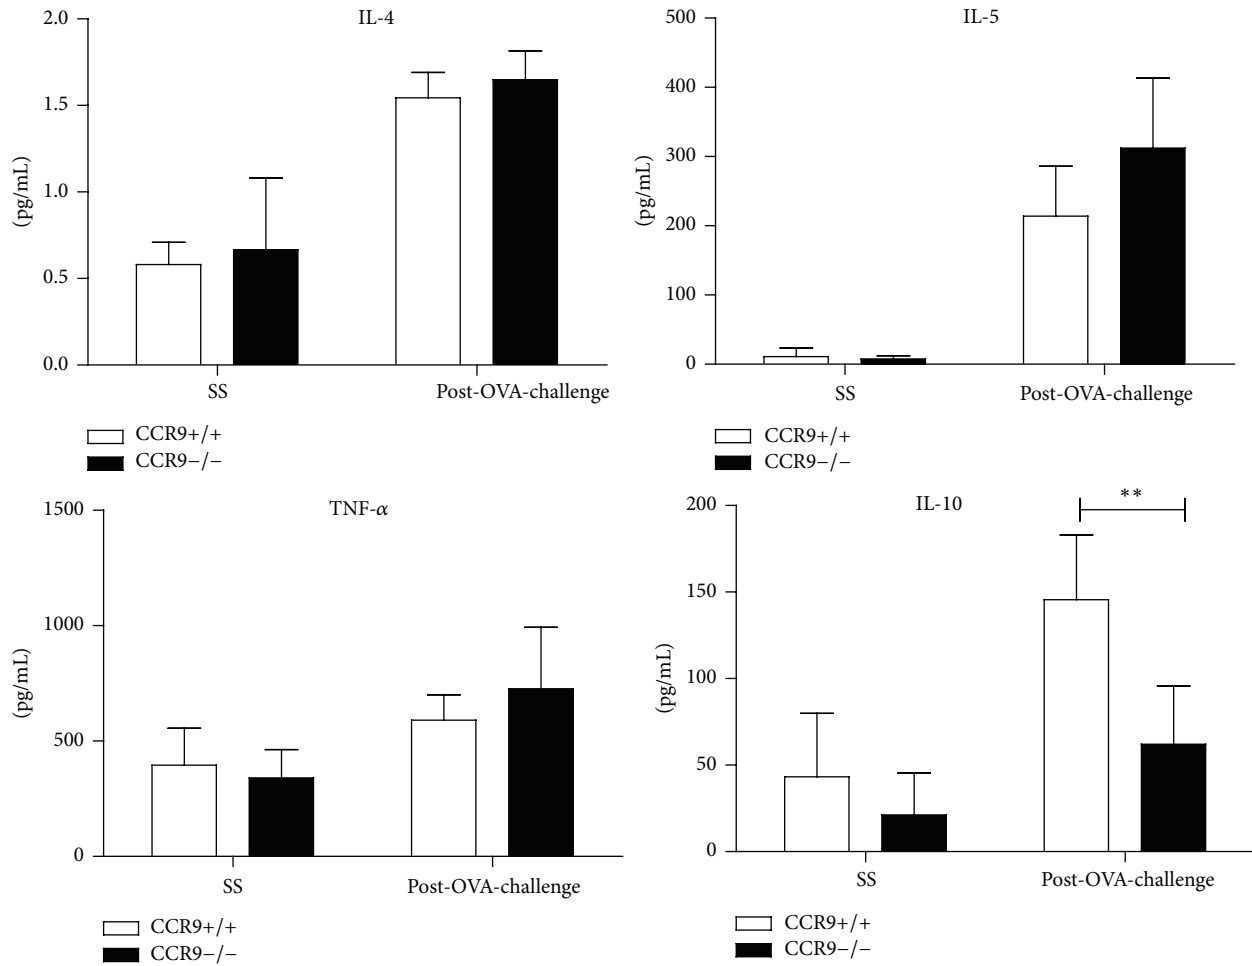 IL-4
2.0
1.5
1.0
0.5
0.0
(pg/mL)
SS
Post-OVA-challenge
CCR9+/+
CCR9−/−
IL-5
500
400
300
200
100
0
(pg/mL)
SS
Post-OVA-challenge
CCR9+/+
CCR9−/−
TNF-α
1500
1000
500
0
(pg/mL)
SS
Post-OVA-challenge
CCR9+/+
CCR9−/−
IL-10
**
200
150
100
50
0
(pg/mL)
SS
Post-OVA-challenge
CCR9+/+
CCR9−/−